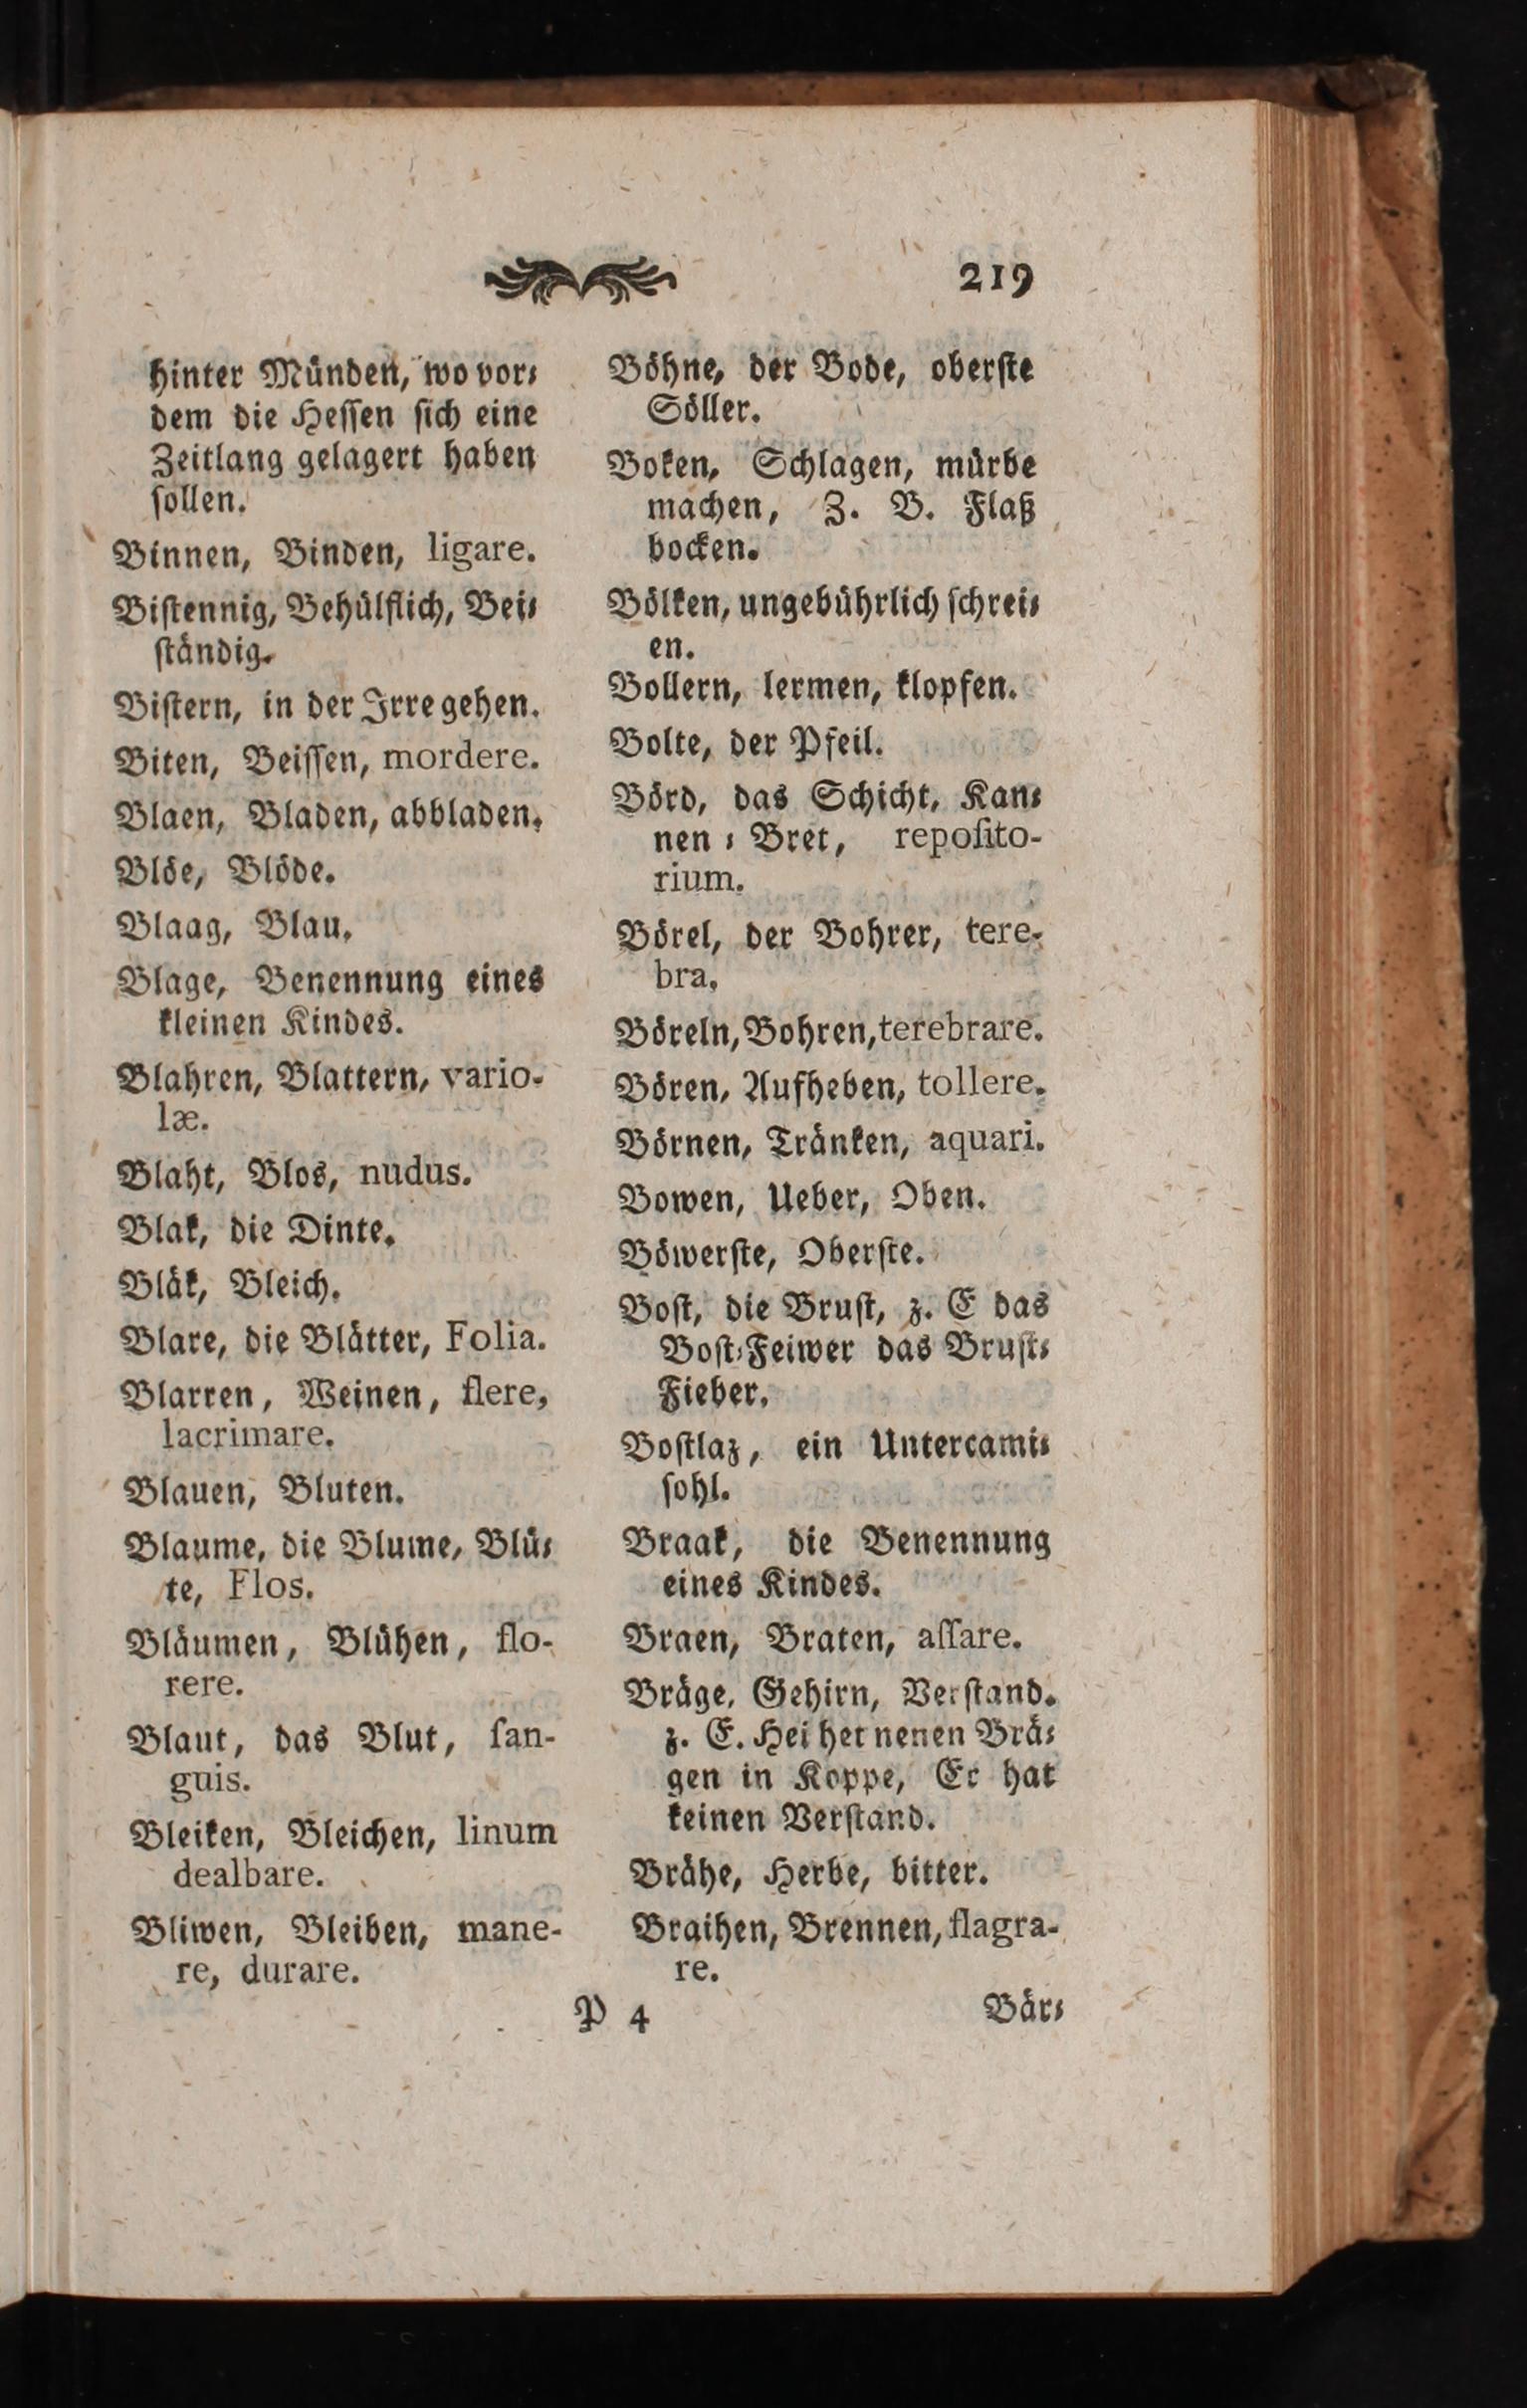 219
hinter Münden, wo vor⸗
dem die Heſſen ſich eine
Zeitlang gelagert haben
ſollen.
Binnen, Binden, ligare.
Biſtennig, Behülflich, Bei⸗
ſtändig.
Biſtern, in der Irre gehen.
Biten, Beiſſen, mordere.
Blaen, Bladen, abbladen.
Blöe, Blöde.
Blaag, Blau.
Blage, Benennung eines
kleinen Kindes.
Blahren, Blattern, vario-
læ.
Blaht, Blos, nudus.
Blak, die Dinte.
Bläk, Bleich.
Blare, die Blätter, Folia.
Blarren, Weinen, flere,
lacrimare.
Blauen, Bluten.
Blaume, die Blume, Blü⸗
te, Flos.
Bläumen, Blühen, flo-
rere.
Blaut, das Blut, ſan-
guis.
Bleiken, Bleichen, linum
dealbare.
Bliwen, Bleiben, mane-
re, durare.
Böhne, der Bode, oberſte
Söller.
Boken, Schlagen, mürbe
machen, Z. B. Flaß
bocken.
Bölken, ungebührlich ſchrei⸗
en.
Bollern, lermen, klopfen.
Bolte, der Pfeil.
Börd, das Schicht, Kan⸗
nen⸗Bret, repoſito-
rium.
Börel, der Bohrer, tere-
bra.
Böreln, Bohren, terebrare.
Bören, Aufheben, tollere.
Börnen, Tränken, aquari.
Bowen, Ueber, Oben.
Böwerſte, Oberſte.
Boſt, die Bruſt, z. E das
Boſt⸗Feiwer das Bruſt⸗
Fieber.
Boſtlaz, ein Untercami⸗
ſohl.
Braak, die Benennung
eines Kindes.
Braen, Braten, aſſare.
Bräge, Gehirn, Verſtand.
z. E. Hei het nenen Brä⸗
gen in Koppe, Er hat
keinen Verſtand.
Brähe, Herbe, bitter.
Braihen, Brennen, flagra-
re.
P 4
Bär⸗